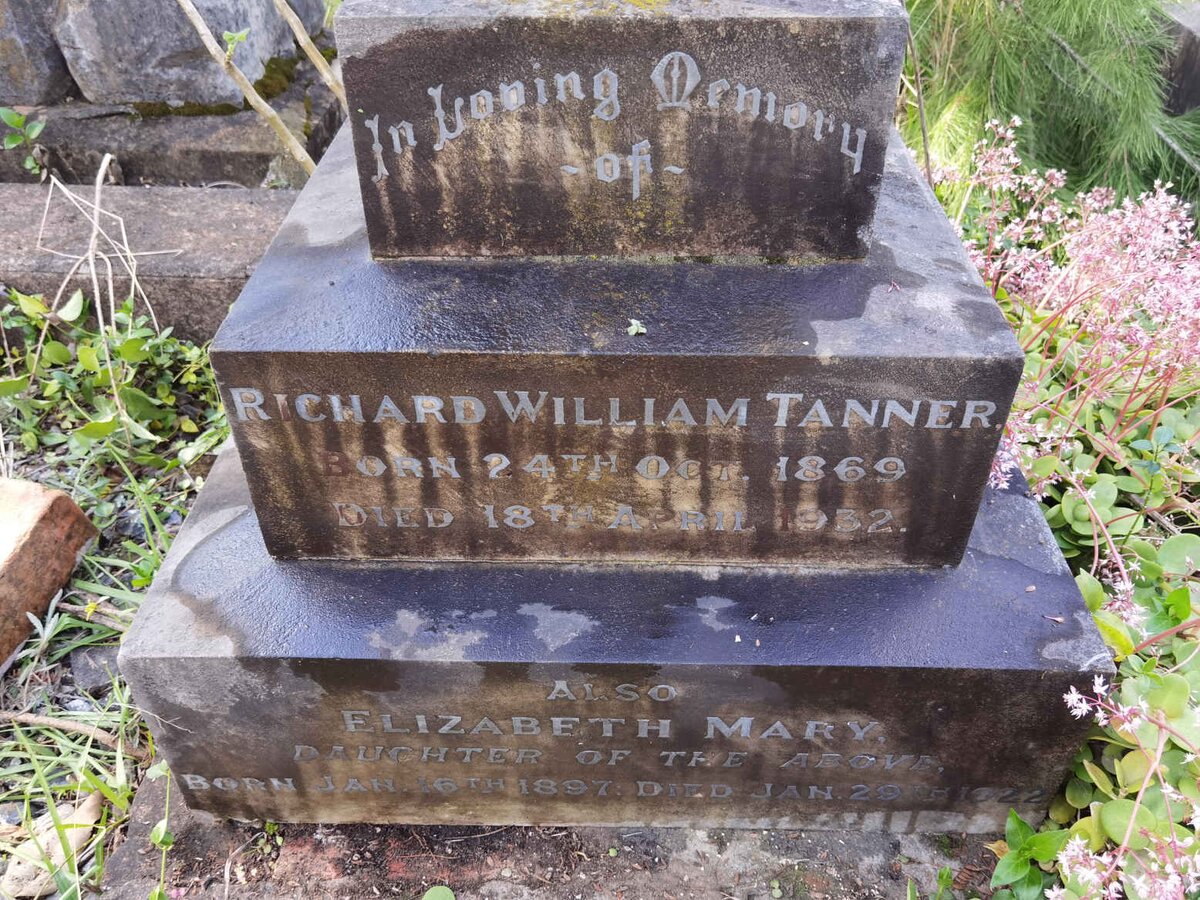 In Loving Memory
- of -
RICHARD WILLIAM TANNER.
BORN 24TH OCT. 1869
DIED 18TH APRIL 1932.
ALSO
ELIZABETH MARY.
DAUGHTER OF THE ABOVE.
BORN JAN. 16TH 1897. DIED JAN. 29TH 1922